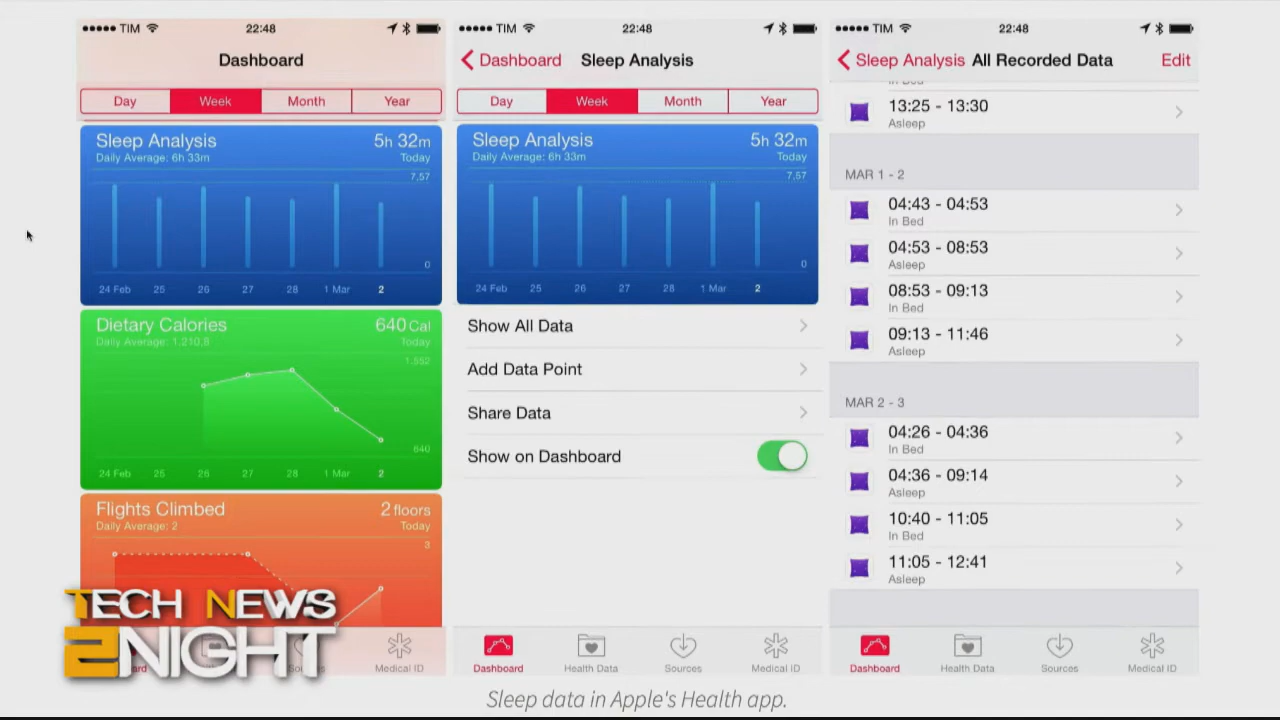 TIM 22:48
Dashboard
Day Week Month Year
Sleep Analysis 5h 32m
Daily Average: 6h 33m Today
7,57
0
24 Feb 25 26 27 28 1 Mar 2
Dietary Calories 640 Cal
Daily Average: 1.210,8 Today
1.552
640
24 Feb 25 26 27 28 1 Mar 2
Flights Climbed 2 floors
Daily Average: 2 Today
3
Medical ID
TECH NEWS
2NIGHT
TIM 22:48
Dashboard Sleep Analysis
Day Week Month Year
Sleep Analysis 5h 32m
Daily Average: 6h 33m Today
7,57
0
24 Feb 25 26 27 28 1 Mar 2
Show All Data
Add Data Point
Share Data
Show on Dashboard
Dashboard Health Data Sources Medical ID
TIM 22:48
Sleep Analysis All Recorded Data Edit
In Bed
13:25 - 13:30
Asleep
MAR 1 - 2
04:43 - 04:53
In Bed
04:53 - 08:53
Asleep
08:53 - 09:13
In Bed
09:13 - 11:46
Asleep
MAR 2 - 3
04:26 - 04:36
In Bed
04:36 - 09:14
Asleep
10:40 - 11:05
In Bed
11:05 - 12:41
Asleep
Dashboard Health Data Sources Medical ID
Sleep data in Apple's Health app.